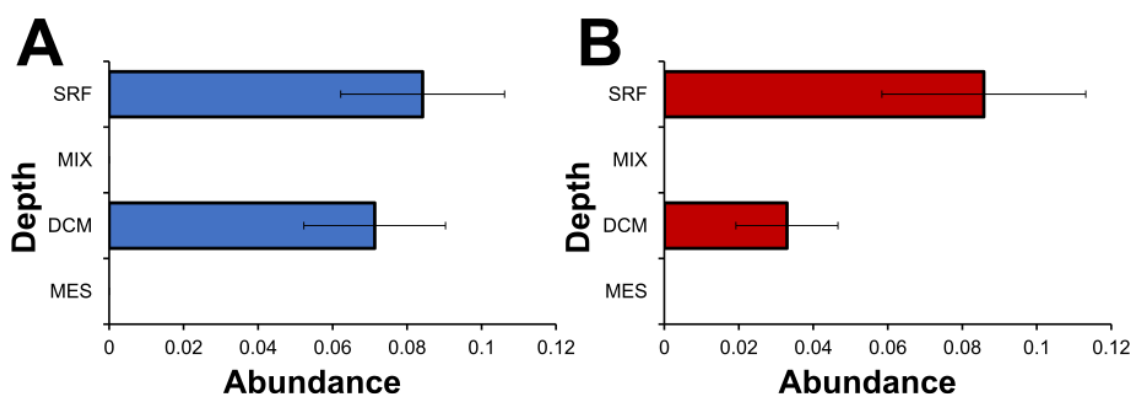 A
Depth
SRF
MIX
DCM
MES
0 0.02 0.04 0.06 0.08 0.1 0.12
Abundance
B
Depth
SRF
MIX
DCM
MES
0 0.02 0.04 0.06 0.08 0.1 0.12
Abundance